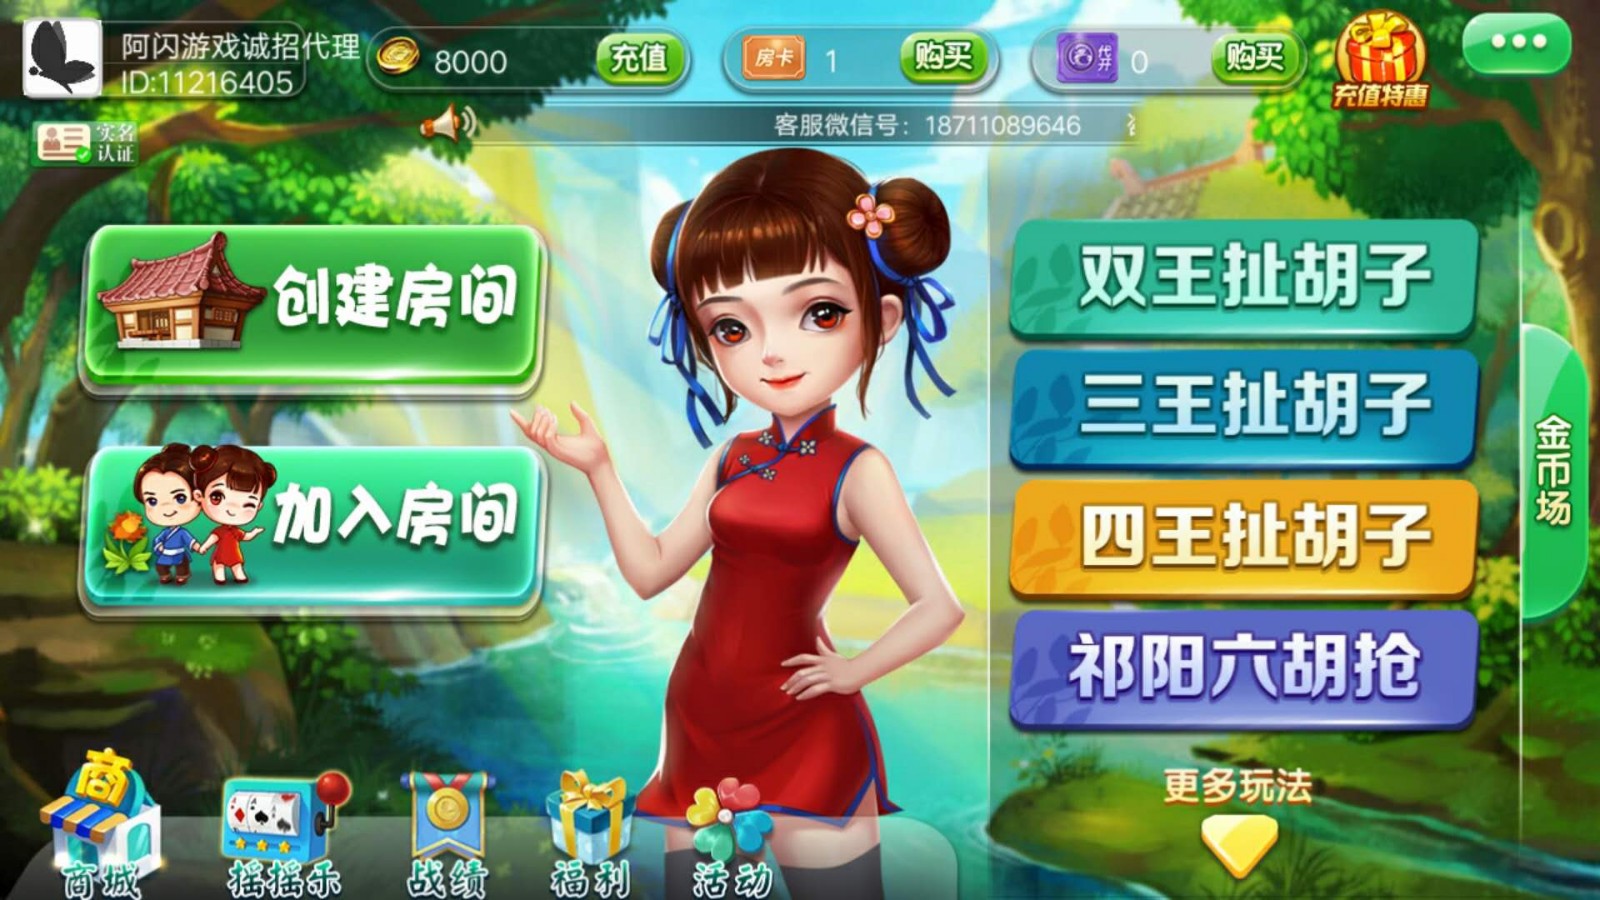 阿闪游戏诚招代理
ID:11216405
8000
充值
房卡
1
购买
代开
0
购买
充值特惠
实名
认证
客服微信号：18711089646
创建房间
加入房间
双王扯胡子
三王扯胡子
四王扯胡子
祁阳六胡抢
金币场
更多玩法
商
商城
摇摇乐
战绩
福利
活动